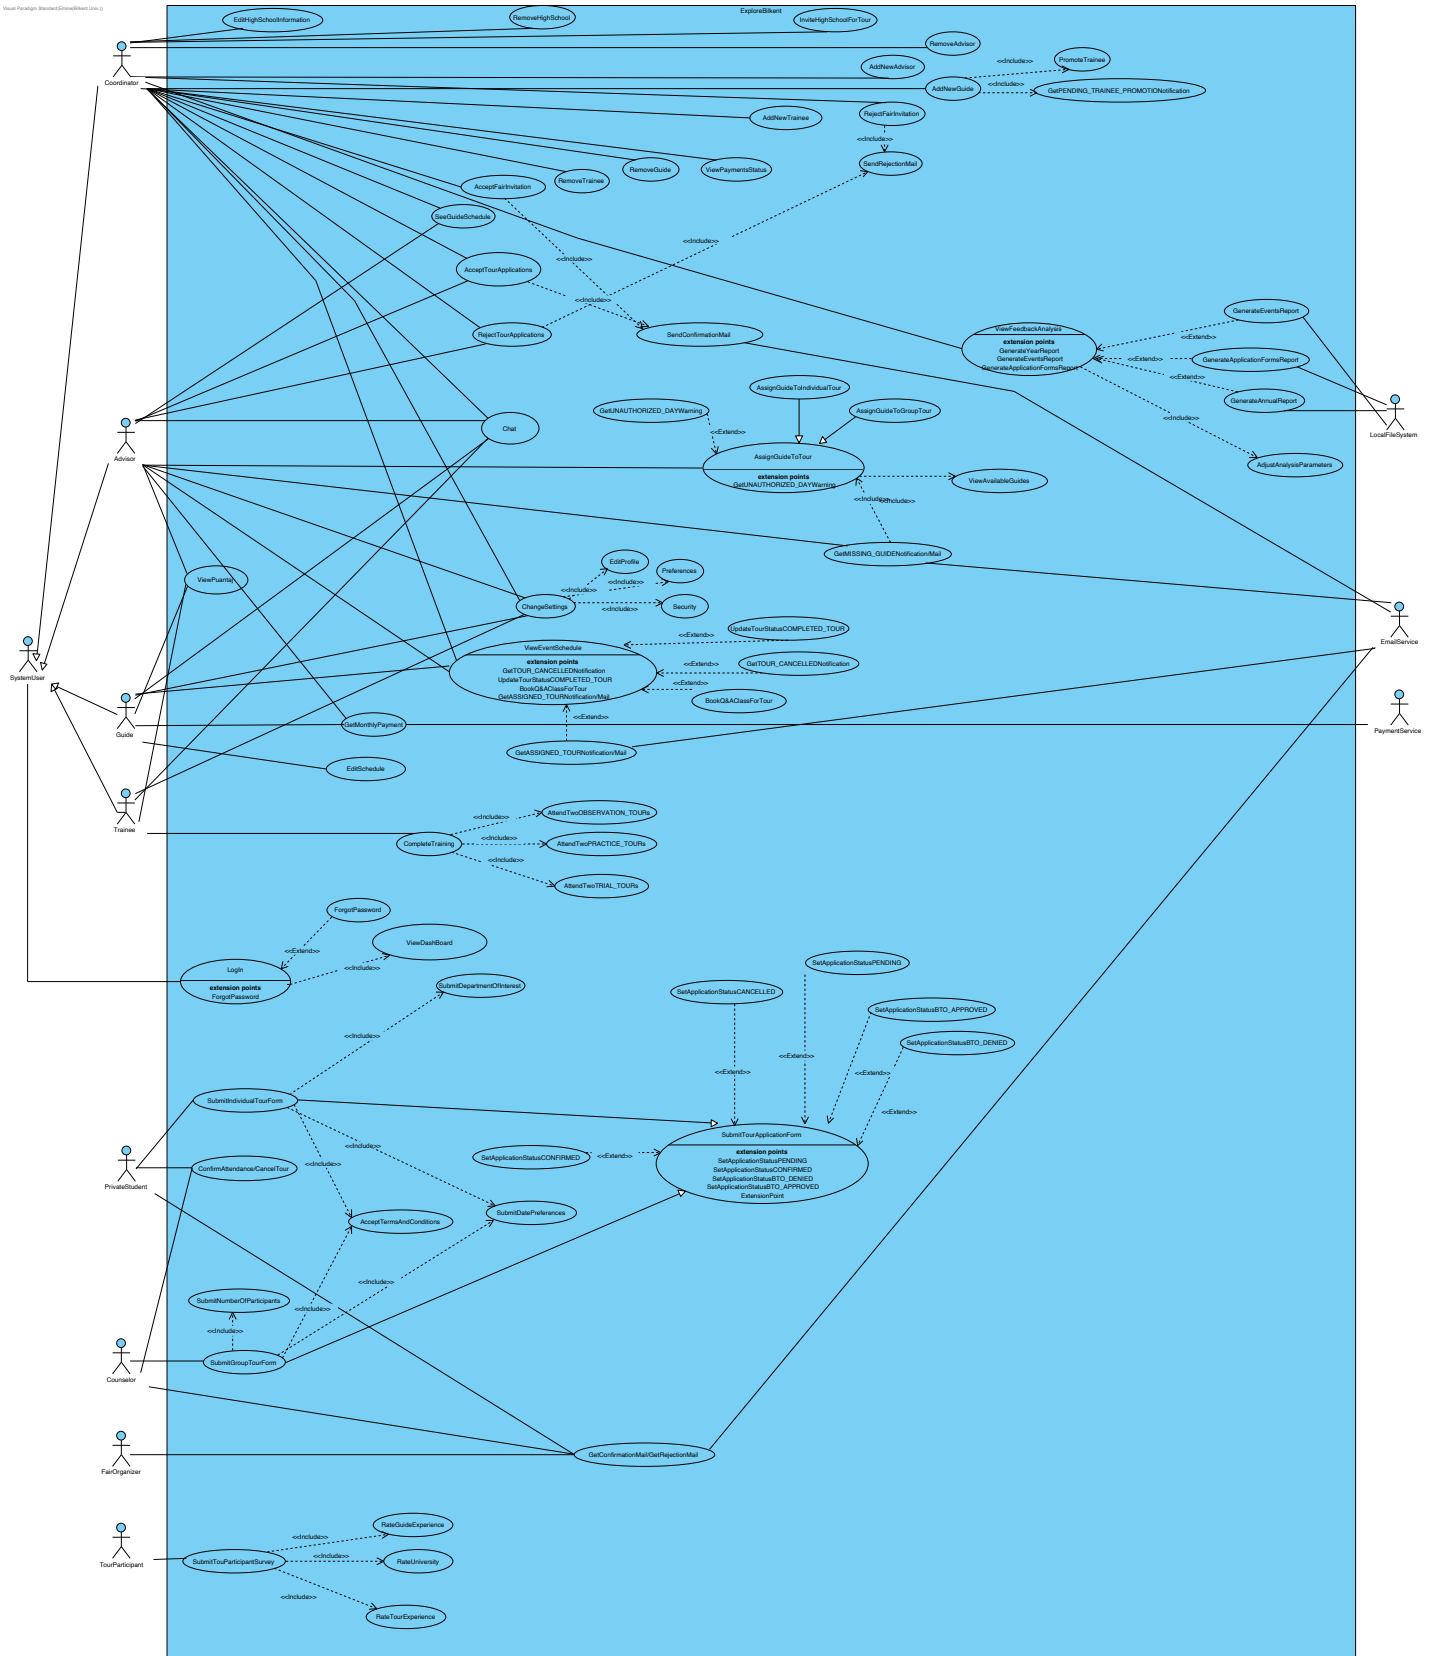 Visual Paradigm Standard(Emine(Bilkent Univ.))
ExploreBilkent
EditHighSchoolInformation
RemoveHighSchool
InviteHighSchoolForTour
RemoveAdvisor
AddNewAdvisor
<<Include>>
PromoteTrainee
Coordinator
AddNewGuide
<<Include>>
GetPENDING_TRAINEE_PROMOTIONotification
AddNewTrainee
RejectFairInvitation
<<Include>>
SendRejectionMail
RemoveTrainee
RemoveGuide
ViewPaymentsStatus
AcceptFairInvitation
SeeGuideSchedule
<<Include>>
<<Include>>
AcceptTourApplications
<<Include>>
RejectTourApplications
SendConfirmationMail
ViewFeedbackAnalysis
extension points
GenerateYearReport
GenerateEventsReport
GenerateApplicationFormsReport
GenerateEventsReport
<<Extend>>
<<Extend>>
GenerateApplicationFormsReport
<<Extend>>
GenerateAnnualReport
<<Include>>
LocalFileSystem
AdjustAnalysisParameters
AssignGuideToIndividualTour
GetUNAUTHORIZED_DAYWarning
AssignGuideToGroupTour
<<Extend>>
Chat
Advisor
AssignGuideToTour
extension points
GetUNAUTHORIZED_DAYWarning
<<Include>>
<<Include>>
ViewAvailableGuides
GetMISSING_GUIDENotification/Mail
ViewPuantaj
EditProfile
<<Include>>
<<Include>>
Preferences
ChangeSettings
<<Include>>
Security
EmailService
SystemUser
UpdateTourStatusCOMPLETED_TOUR
<<Extend>>
ViewEventSchedule
extension points
GetTOUR_CANCELLEDNotification
UpdateTourStatusCOMPLETED_TOUR
BookQ&AClassForTour
GetASSIGNED_TOURNotification/Mail
<<Extend>>
GetTOUR_CANCELLEDNotification
<<Extend>>
BookQ&AClassForTour
<<Extend>>
Guide
GetMonthlyPayment
PaymentService
GetASSIGNED_TOURNotification/Mail
EditSchedule
Trainee
CompleteTraining
<<Include>>
AttendTwoOBSERVATION_TOURs
<<Include>>
AttendTwoPRACTICE_TOURs
<<Include>>
AttendTwoTRIAL_TOURs
ForgotPassword
<<Extend>>
ViewDashBoard
<<Include>>
LogIn
extension points
ForgotPassword
SubmitDepartmentOfInterest
<<Include>>
SetApplicationStatusPENDING
SetApplicationStatusCANCELLED
SetApplicationStatusBTO_APPROVED
SetApplicationStatusBTO_DENIED
<<Extend>>
<<Extend>>
<<Extend>>
<<Extend>>
SubmitIndividualTourForm
<<Include>>
<<Include>>
SubmitTourApplicationForm
extension points
SetApplicationStatusPENDING
SetApplicationStatusCONFIRMED
SetApplicationStatusBTO_DENIED
SetApplicationStatusBTO_APPROVED
ExtensionPoint
SetApplicationStatusCONFIRMED
<<Extend>>
ConfirmAttendance/CancelTour
PrivateStudent
SubmitDatePreferences
AcceptTermsAndConditions
<<Include>>
<<Include>>
SubmitNumberOfParticipants
<<Include>>
SubmitGroupTourForm
Counselor
GetConfirmationMail/GetRejectionMail
FairOrganizer
RateGuideExperience
<<Include>>
TourParticipant
SubmitTouParticipantSurvey
<<Include>>
RateUniversity
<<Include>>
RateTourExperience